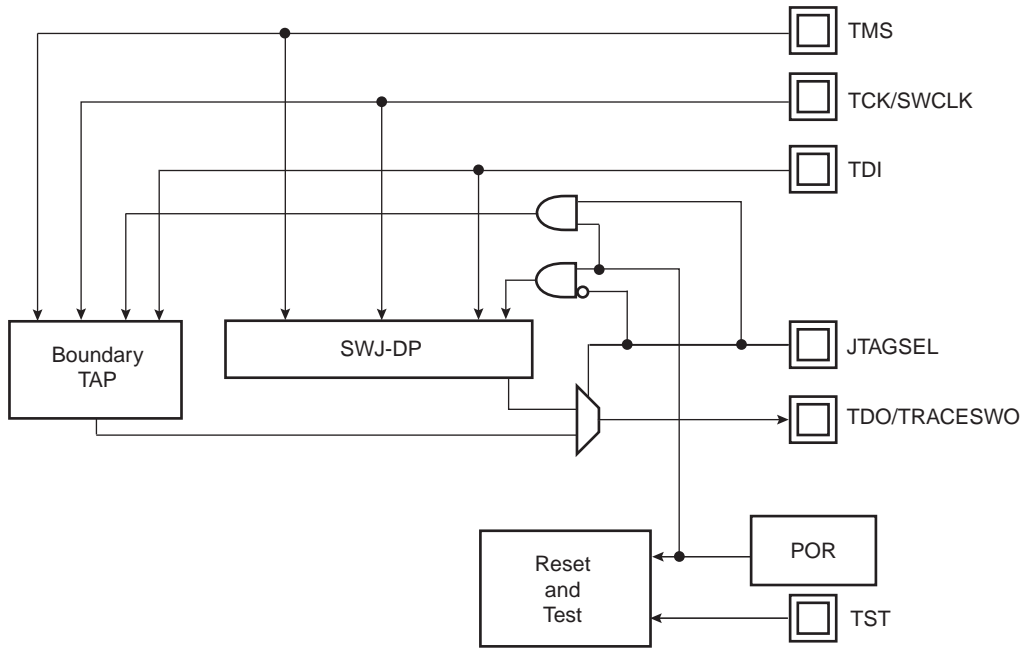 TMS
TCK/SWCLK
TDI
Boundary
TAP
SWJ-DP
JTAGSEL
TDO/TRACESWO
POR
Reset
and
Test
TST